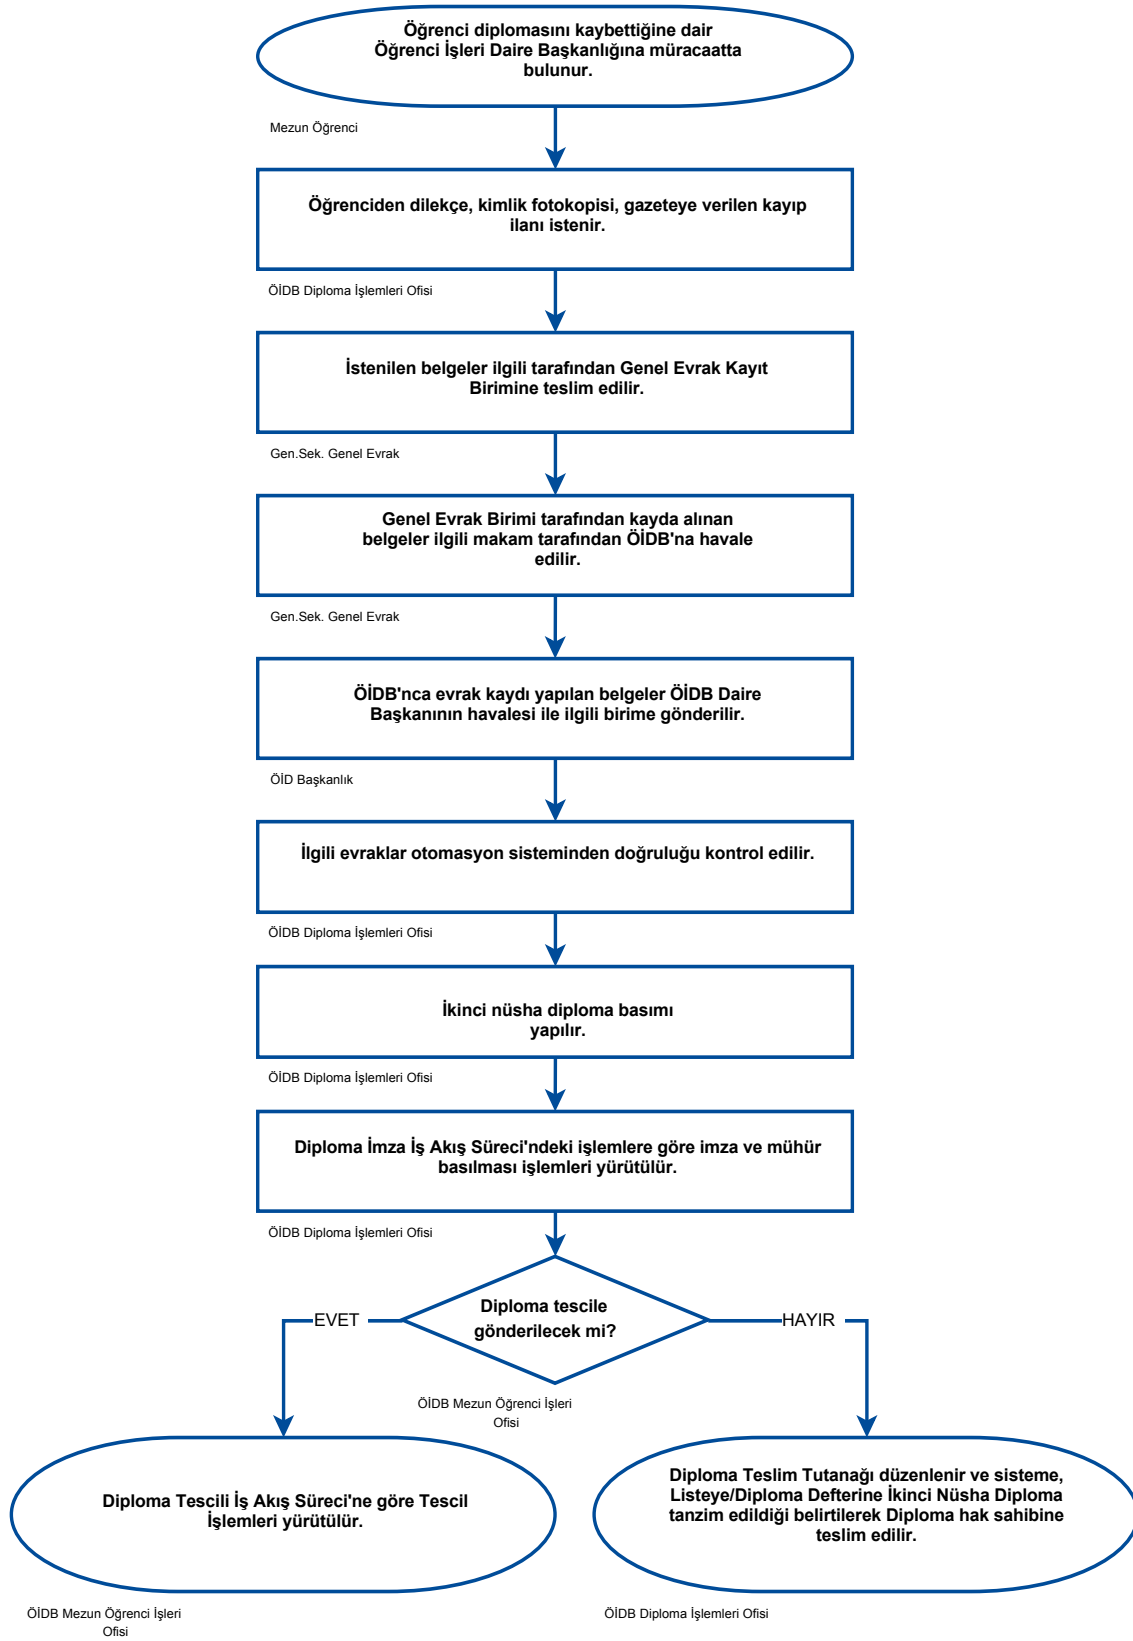 Öğrenci diplomasını kaybettiğine dair
Öğrenci İşleri Daire Başkanlığına müracaatta
bulunur.
Mezun Öğrenci
Öğrenciden dilekçe, kimlik fotokopisi, gazeteye verilen kayıp
ilanı istenir.
ÖİDB Diploma İşlemleri Ofisi
İstenilen belgeler ilgili tarafından Genel Evrak Kayıt
Birimine teslim edilir.
Gen.Sek. Genel Evrak
Genel Evrak Birimi tarafından kayda alınan
belgeler ilgili makam tarafından ÖİDB'na havale
edilir.
Gen.Sek. Genel Evrak
ÖİDB'nca evrak kaydı yapılan belgeler ÖİDB Daire
Başkanının havalesi ile ilgili birime gönderilir.
ÖİD Başkanlık
İlgili evraklar otomasyon sisteminden doğruluğu kontrol edilir.
ÖİDB Diploma İşlemleri Ofisi
İkinci nüsha diploma basımı
yapılır.
ÖİDB Diploma İşlemleri Ofisi
Diploma İmza İş Akış Süreci'ndeki işlemlere göre imza ve mühür
basılması işlemleri yürütülür.
ÖİDB Diploma İşlemleri Ofisi
Diploma tescile
gönderilecek mi?
EVET
HAYIR
ÖİDB Mezun Öğrenci İşleri
Ofisi
Diploma Tescili İş Akış Süreci'ne göre Tescil
İşlemleri yürütülür.
ÖİDB Mezun Öğrenci İşleri
Ofisi
Diploma Teslim Tutanağı düzenlenir ve sisteme,
Listeye/Diploma Defterine İkinci Nüsha Diploma
tanzim edildiği belirtilerek Diploma hak sahibine
teslim edilir.
ÖİDB Diploma İşlemleri Ofisi